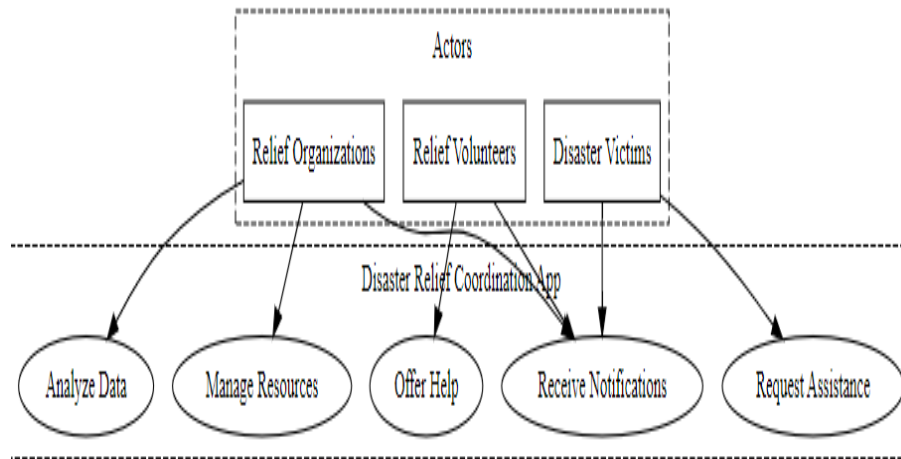 Actors
Relief Organizations
Relief Volunteers
Disaster Victims
Disaster Relief Coordination App
Analyze Data
Manage Resources
Offer Help
Receive Notifications
Request Assistance